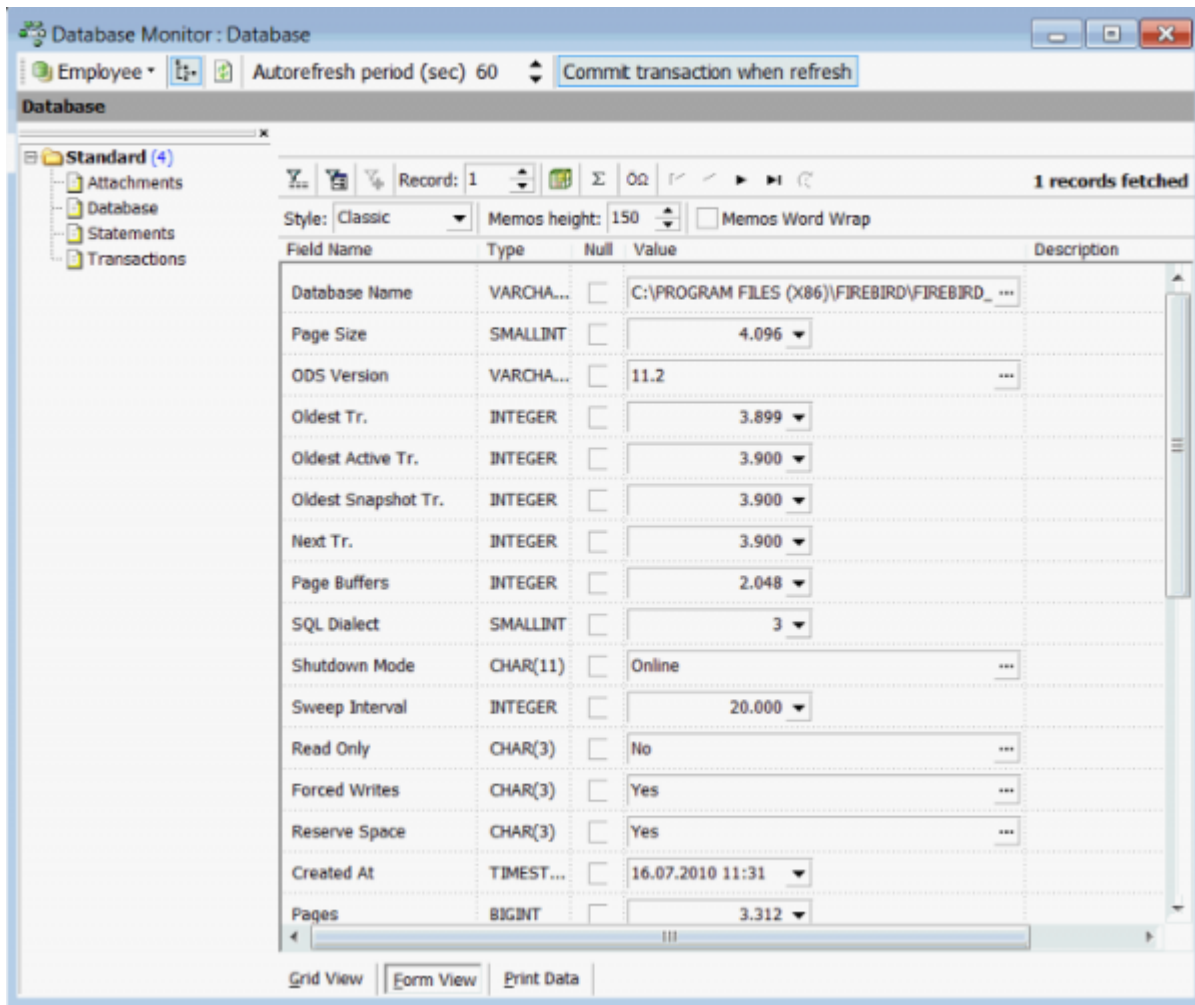 Database Monitor : Database
Employee Autorefresh period (sec) 60 Commit transaction when refresh
Database
Standard (4)
Attachments
Database
Statements
Transactions
Record: 1 Σ ÖΩ 1 records fetched
Style: Classic Memos height: 150 Memos Word Wrap
Field Name Type Null Value Description
Database Name VARCHA... C:\PROGRAM FILES (X86)\FIREBIRD\FIREBIRD_ ...
Page Size SMALLINT 4.096
ODS Version VARCHA... 11.2 ...
Oldest Tr. INTEGER 3.899
Oldest Active Tr. INTEGER 3.900
Oldest Snapshot Tr. INTEGER 3.900
Next Tr. INTEGER 3.900
Page Buffers INTEGER 2.048
SQL Dialect SMALLINT 3
Shutdown Mode CHAR(11) Online ...
Sweep Interval INTEGER 20.000
Read Only CHAR(3) No ...
Forced Writes CHAR(3) Yes ...
Reserve Space CHAR(3) Yes ...
Created At TIMEST... 16.07.2010 11:31
Pages BIGINT 3.312
Grid View Form View Print Data